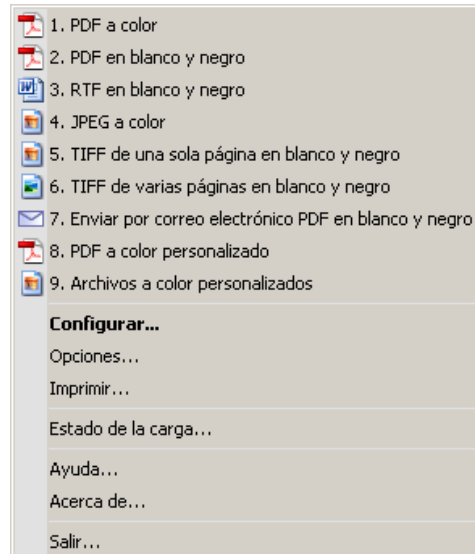 1. PDF a color
2. PDF en blanco y negro
3. RTF en blanco y negro
4. JPEG a color
5. TIFF de una sola página en blanco y negro
6. TIFF de varias páginas en blanco y negro
7. Enviar por correo electrónico PDF en blanco y negro
8. PDF a color personalizado
9. Archivos a color personalizados
Configurar...
Opciones...
Imprimir...
Estado de la carga...
Ayuda...
Acerca de...
Salir...